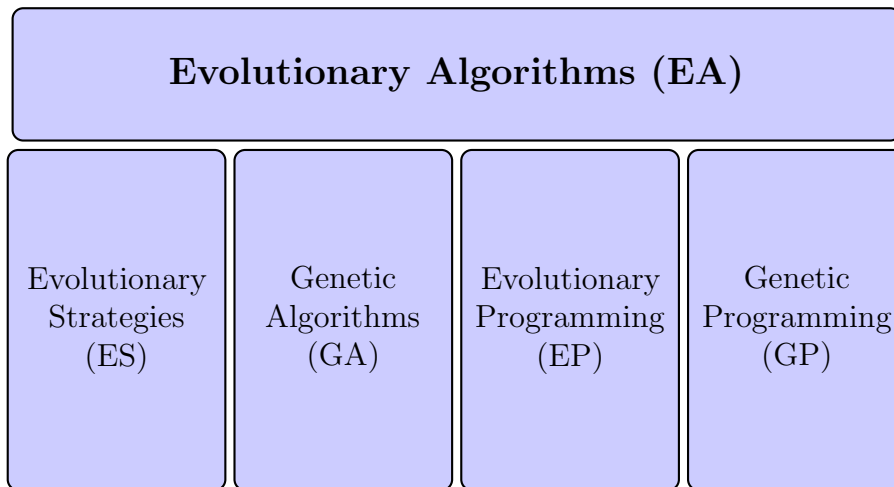 Evolutionary Algorithms (EA)
Evolutionary
Strategies
(ES)
Genetic
Algorithms
(GA)
Evolutionary
Programming
(EP)
Genetic
Programming
(GP)